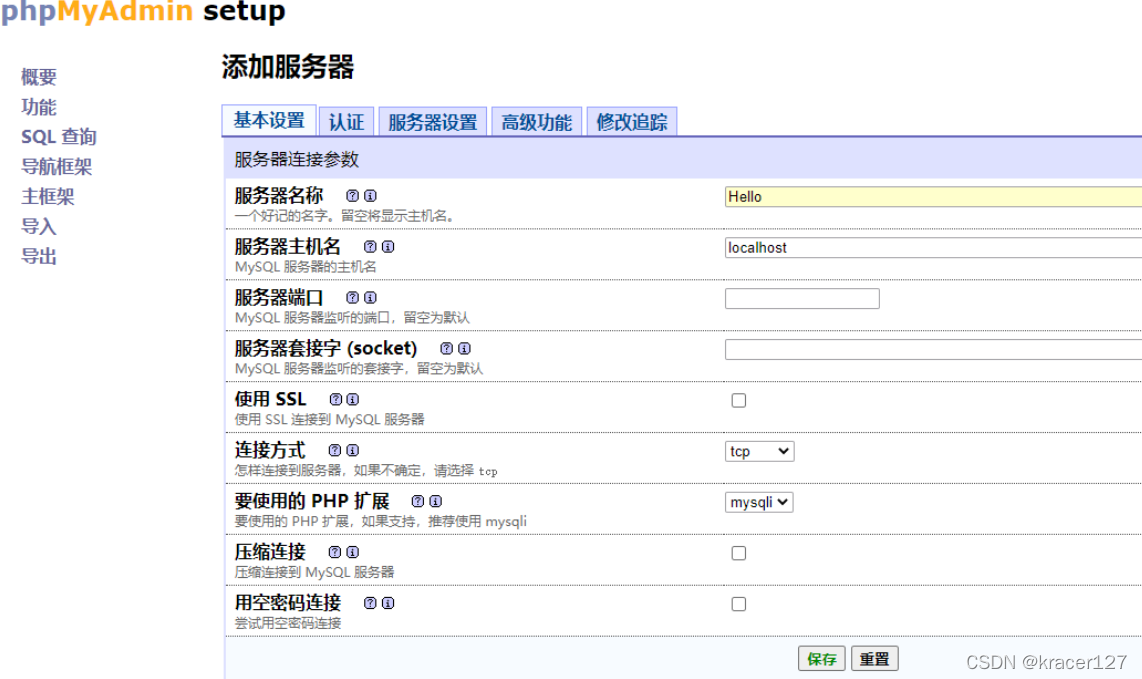 phpMyAdmin setup
添加服务器
概要
功能
SQL 查询
导航框架
主框架
导入
导出
基本设置 认证 服务器设置 高级功能 修改追踪
服务器连接参数
服务器名称 Hello
一个好记的名字。留空将显示主机名。
服务器主机名 localhost
MySQL 服务器的主机名
服务器端口
MySQL 服务器监听的端口，留空为默认
服务器套接字 (socket)
MySQL 服务器监听的套接字，留空为默认
使用 SSL
使用 SSL 连接到 MySQL 服务器
连接方式 tcp
怎样连接到服务器，如果不确定，请选择 tcp
要使用的 PHP 扩展 mysqli
要使用的 PHP 扩展，如果支持，推荐使用 mysqli
压缩连接
压缩连接到 MySQL 服务器
用空密码连接
尝试用空密码连接
保存 重置
CSDN @kracer127